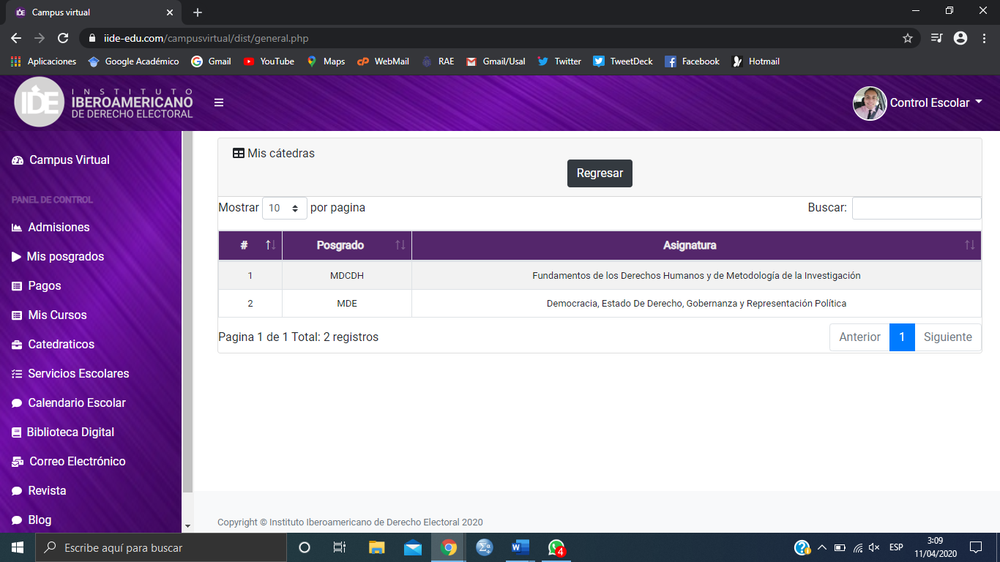 IDE Campus virtual
iide-edu.com/campusvirtual/dist/general.php
Aplicaciones Google Académico Gmail YouTube Maps WebMail RAE Gmail/Usal Twitter TweetDeck Facebook Hotmail
IDE INSTITUTO
IBEROAMERICANO
DE DERECHO ELECTORAL
Control Escolar
Campus Virtual
PANEL DE CONTROL
Admisiones
Mis posgrados
Pagos
Mis Cursos
Catedraticos
Servicios Escolares
Calendario Escolar
Biblioteca Digital
Correo Electrónico
Revista
Blog
Mis cátedras
Regresar
Mostrar 10 por pagina Buscar:
# Posgrado Asignatura
1 MDCDH Fundamentos de los Derechos Humanos y de Metodología de la Investigación
2 MDE Democracia, Estado De Derecho, Gobernanza y Representación Política
Pagina 1 de 1 Total: 2 registros Anterior 1 Siguiente
Copyright © Instituto Iberoamericano de Derecho Electoral 2020
Escribe aquí para buscar 4 ESP 3:09
11/04/2020